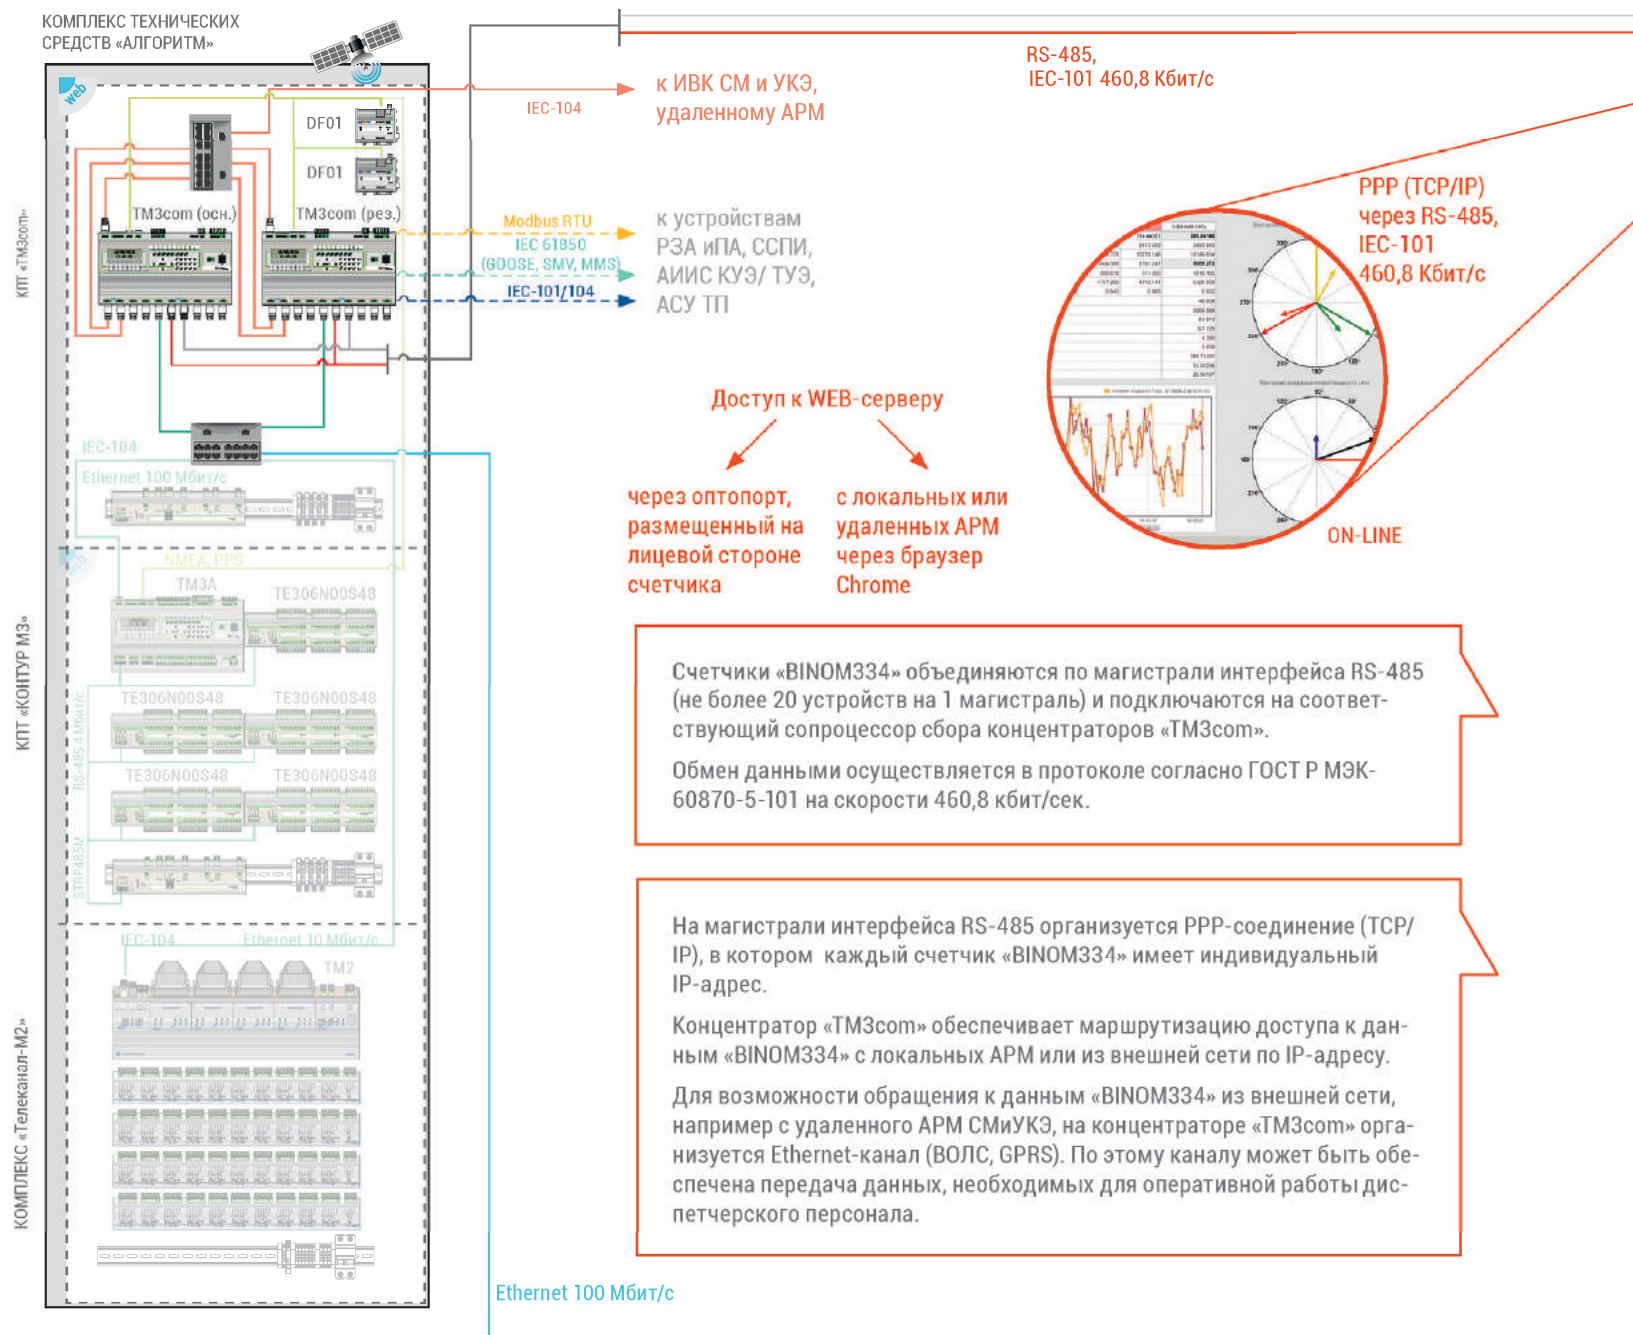 КОМПЛЕКС ТЕХНИЧЕСКИХ
СРЕДСТВ «АЛГОРИТМ»
web
DF01
DF01
TM3com (осн.)
TM3com (рез.)
КПТ «TM3com»
IEC-104
к ИВК СМ и УКЭ,
удаленному АРМ
Modbus RTU
IEC 61850
(GOOSE, SMV, MMS)
IEC-101/104
к устройствам
РЗА иПА, ССПИ,
АИИС КУЭ/ ТУЭ,
АСУ ТП
RS-485,
IEC-101 460,8 Кбит/с
PPP (TCP/IP)
через RS-485,
IEC-101
460,8 Кбит/с
ON-LINE
Доступ к WEB-серверу
через оптопорт,
размещенный на
лицевой стороне
счетчика
с локальных или
удаленных АРМ
через браузер
Chrome
IEC-104
Ethernet 100 Мбит/с
web
NMEA, PPS
TM3A
TE306N00S48
КПТ «КОНТУР М3»
TE306N00S48
TE306N00S48
RS-485 4 Мбит/с
TE306N00S48
TE306N00S48
STRP485M
IEC-104
Ethernet 10 Мбит/с
TM2
КОМПЛЕКС «Телеканал-М2»
Ethernet 100 Мбит/с
Счетчики «BINOM334» объединяются по магистрали интерфейса RS-485
(не более 20 устройств на 1 магистраль) и подключаются на соответ-
ствующий сопроцессор сбора концентраторов «TM3com».
Обмен данными осуществляется в протоколе согласно ГОСТ Р МЭК-
60870-5-101 на скорости 460,8 кбит/сек.
На магистрали интерфейса RS-485 организуется PPP-соединение (TCP/
IP), в котором каждый счетчик «BINOM334» имеет индивидуальный
IP-адрес.
Концентратор «TM3com» обеспечивает маршрутизацию доступа к дан-
ным «BINOM334» с локальных АРМ или из внешней сети по IP-адресу.
Для возможности обращения к данным «BINOM334» из внешней сети,
например с удаленного АРМ СМиУКЭ, на концентраторе «TM3com» орга-
низуется Ethernet-канал (ВОЛС, GPRS). По этому каналу может быть обе-
спечена передача данных, необходимых для оперативной работы дис-
петчерского персонала.